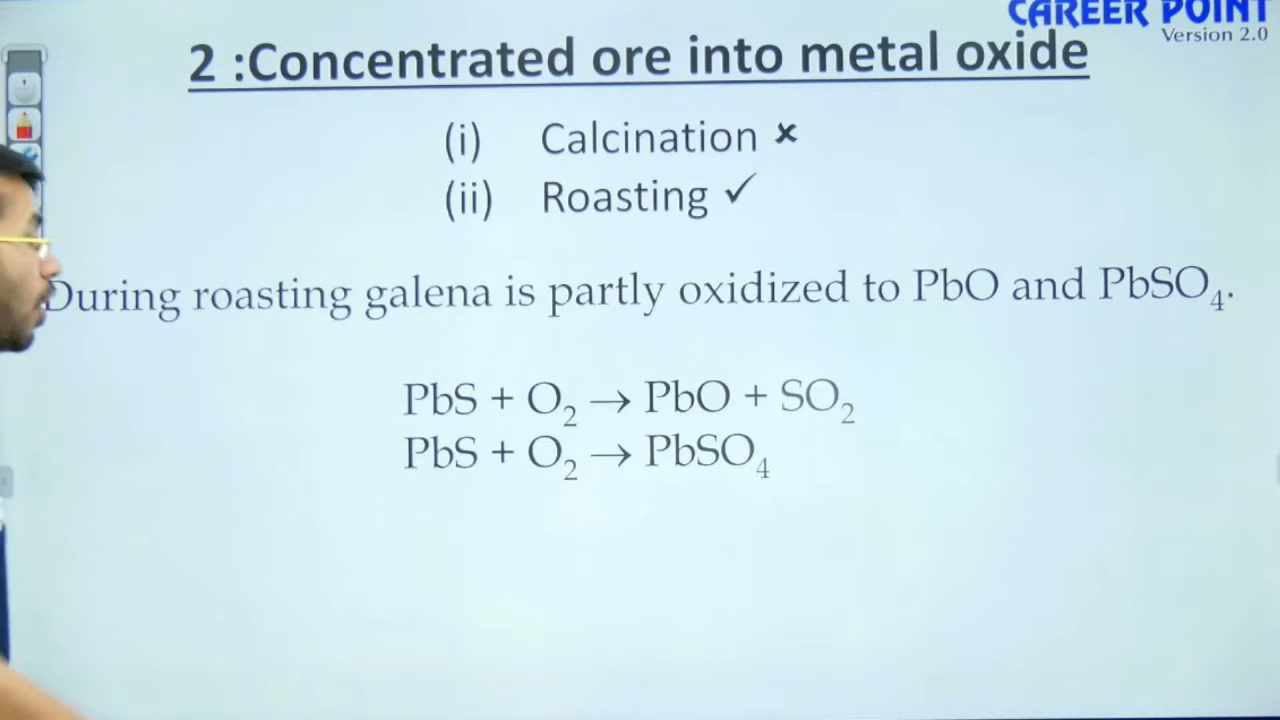 CAREER POINT
Version 2.0
2 :Concentrated ore into metal oxide
(i) Calcination ×
(ii) Roasting ✓
During roasting galena is partly oxidized to PbO and PbSO₄.
PbS + O₂ → PbO + SO₂
PbS + O₂ → PbSO₄